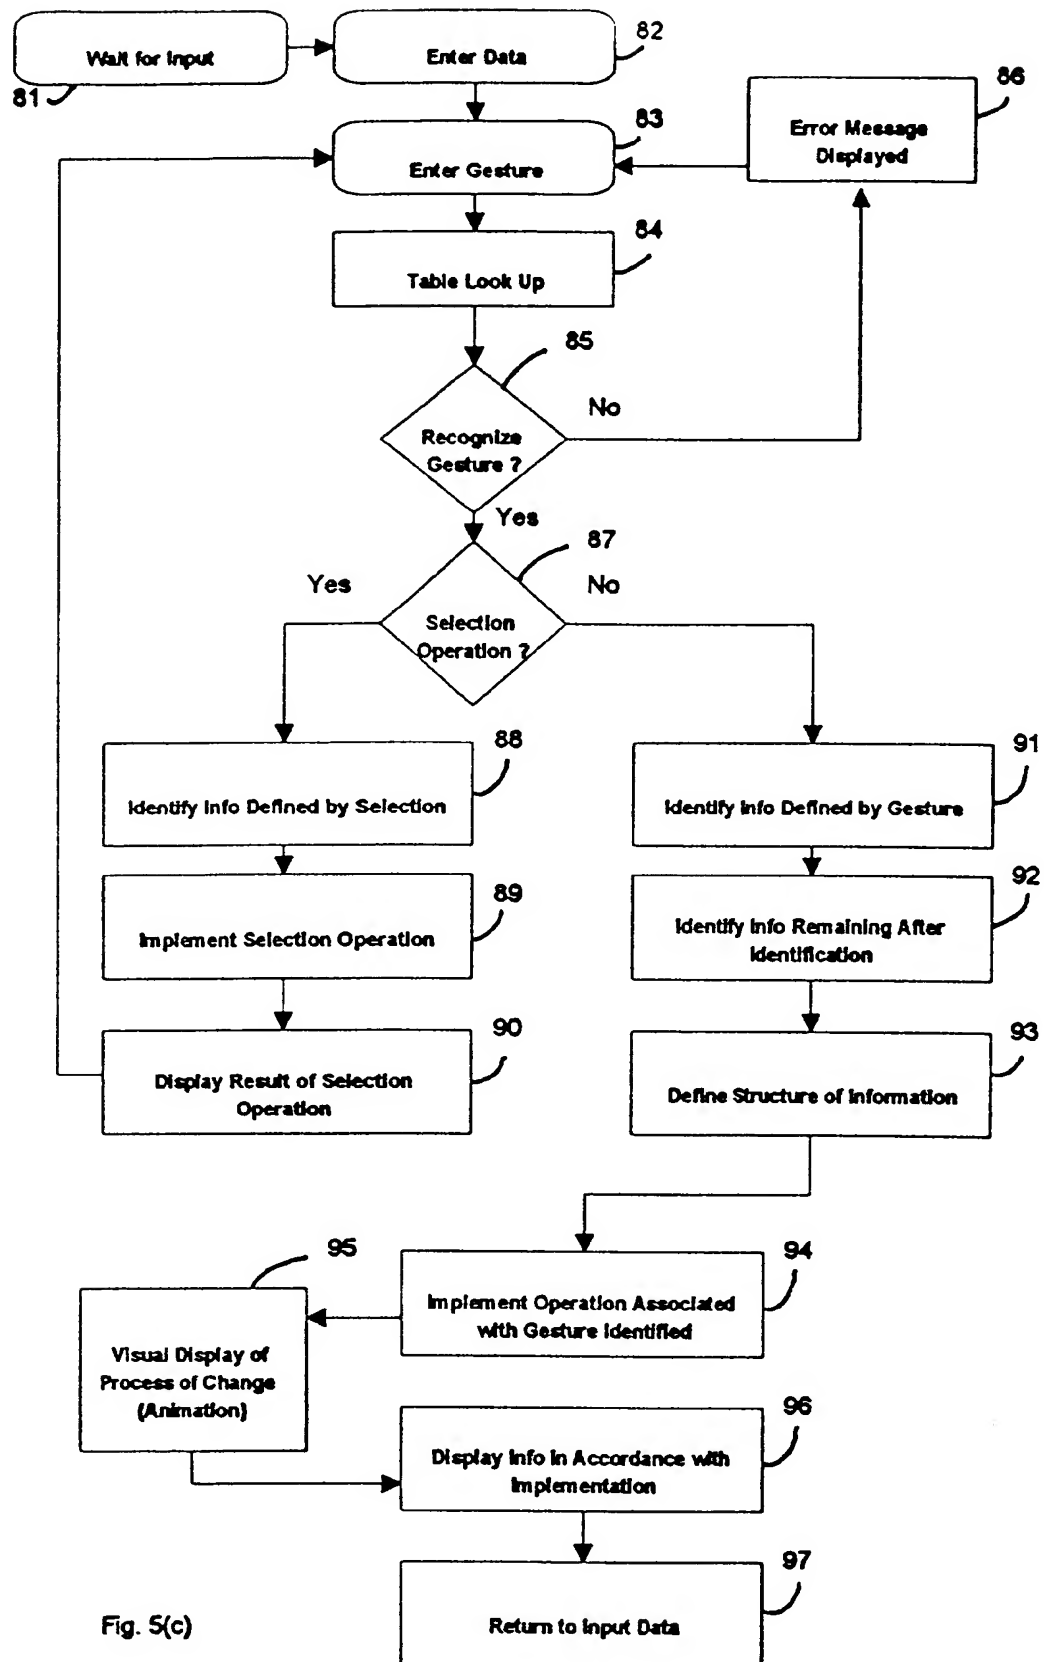 Wait for Input
81
Enter Data
82
Enter Gesture
83
Error Message
Displayed
86
Table Look Up
84
85
Recognize
Gesture ?
No
Yes
87
Selection
Operation ?
Yes
No
Identify Info Defined by Selection
88
Identify Info Defined by Gesture
91
Implement Selection Operation
89
Identify Info Remaining After
Identification
92
Display Result of Selection
Operation
90
Define Structure of Information
93
Implement Operation Associated
with Gesture Identified
94
95
Visual Display of
Process of Change
(Animation)
Display Info in Accordance with
Implementation
96
Return to Input Data
97
Fig. 5(c)